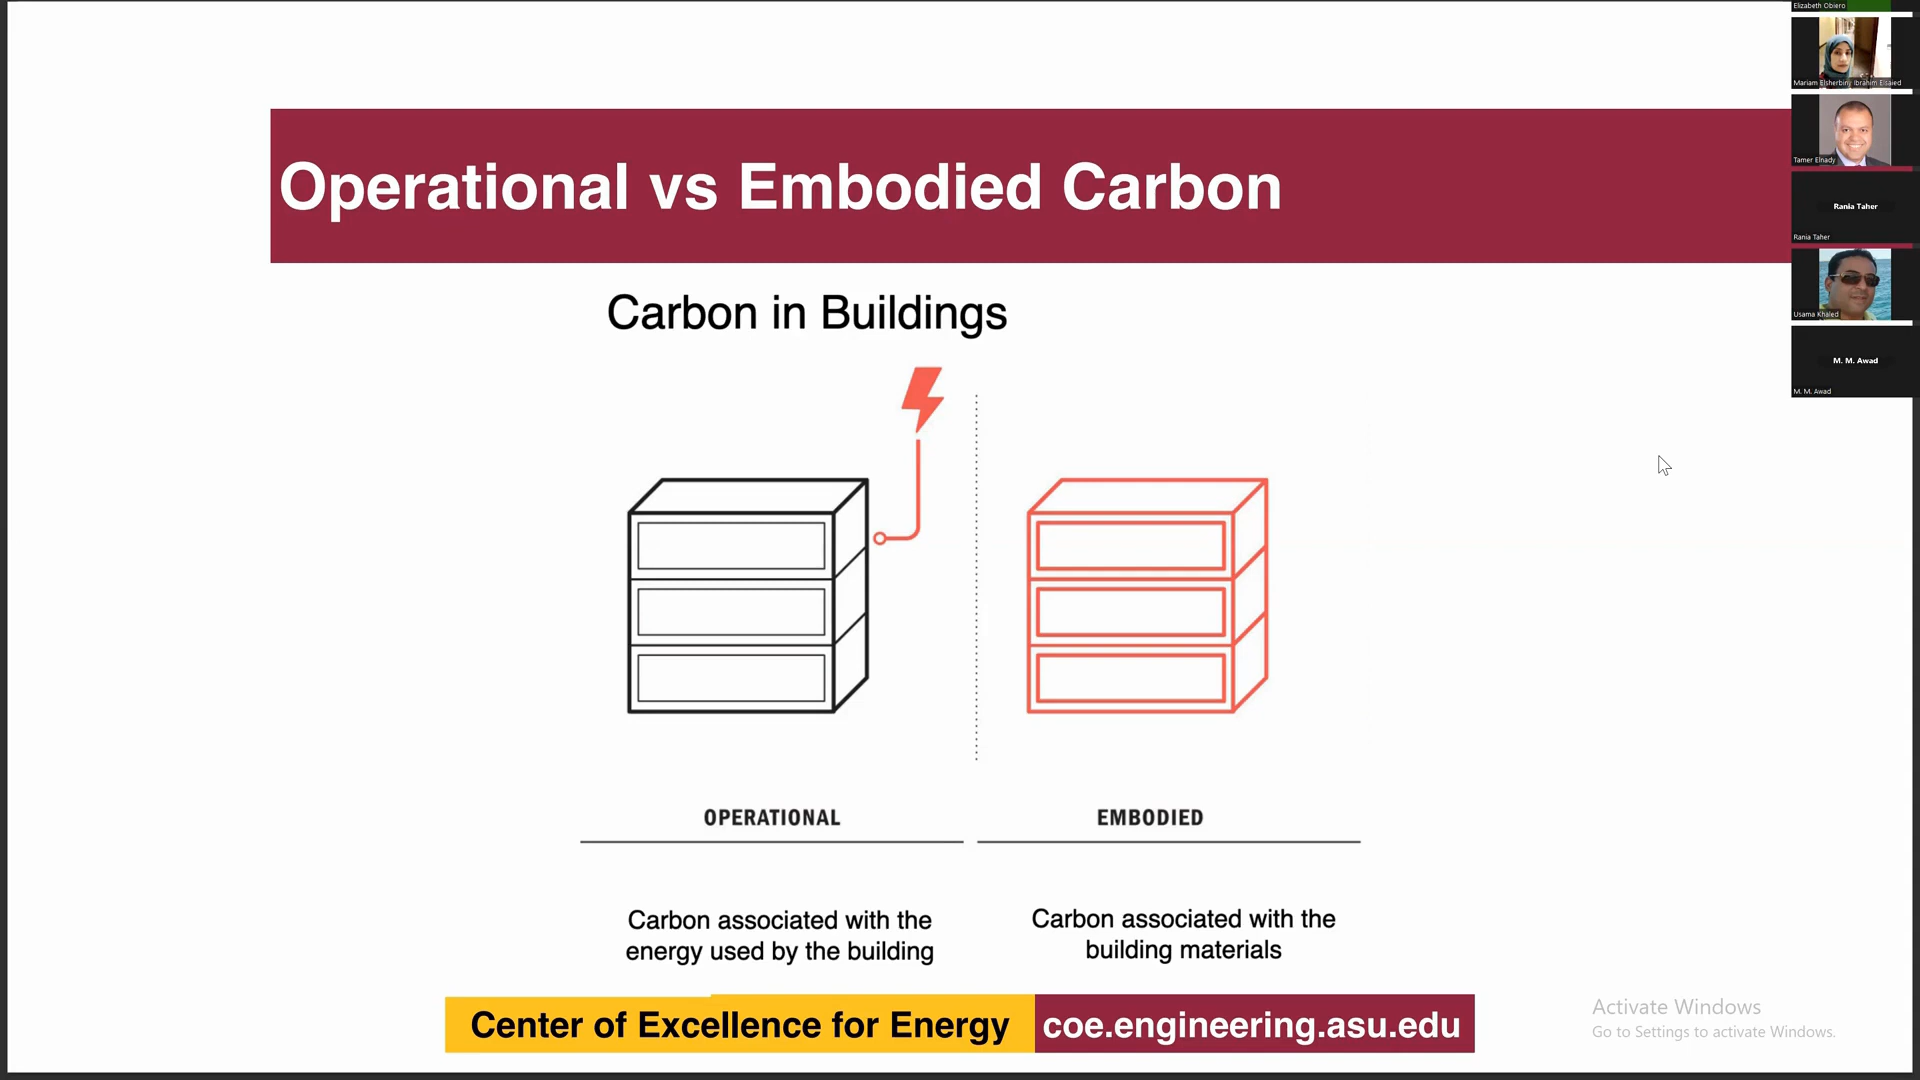 Elizabeth Obiero
Mariam Elsherbiny Ibrahim Elsaied
Tamer Elnady
Rania Taher
Rania Taher
Usama Khaled
M. M. Awad
M. M. Awad
Operational vs Embodied Carbon
Carbon in Buildings
OPERATIONAL
EMBODIED
Carbon associated with the
energy used by the building
Carbon associated with the
building materials
Center of Excellence for Energy
coe.engineering.asu.edu
Activate Windows
Go to Settings to activate Windows.